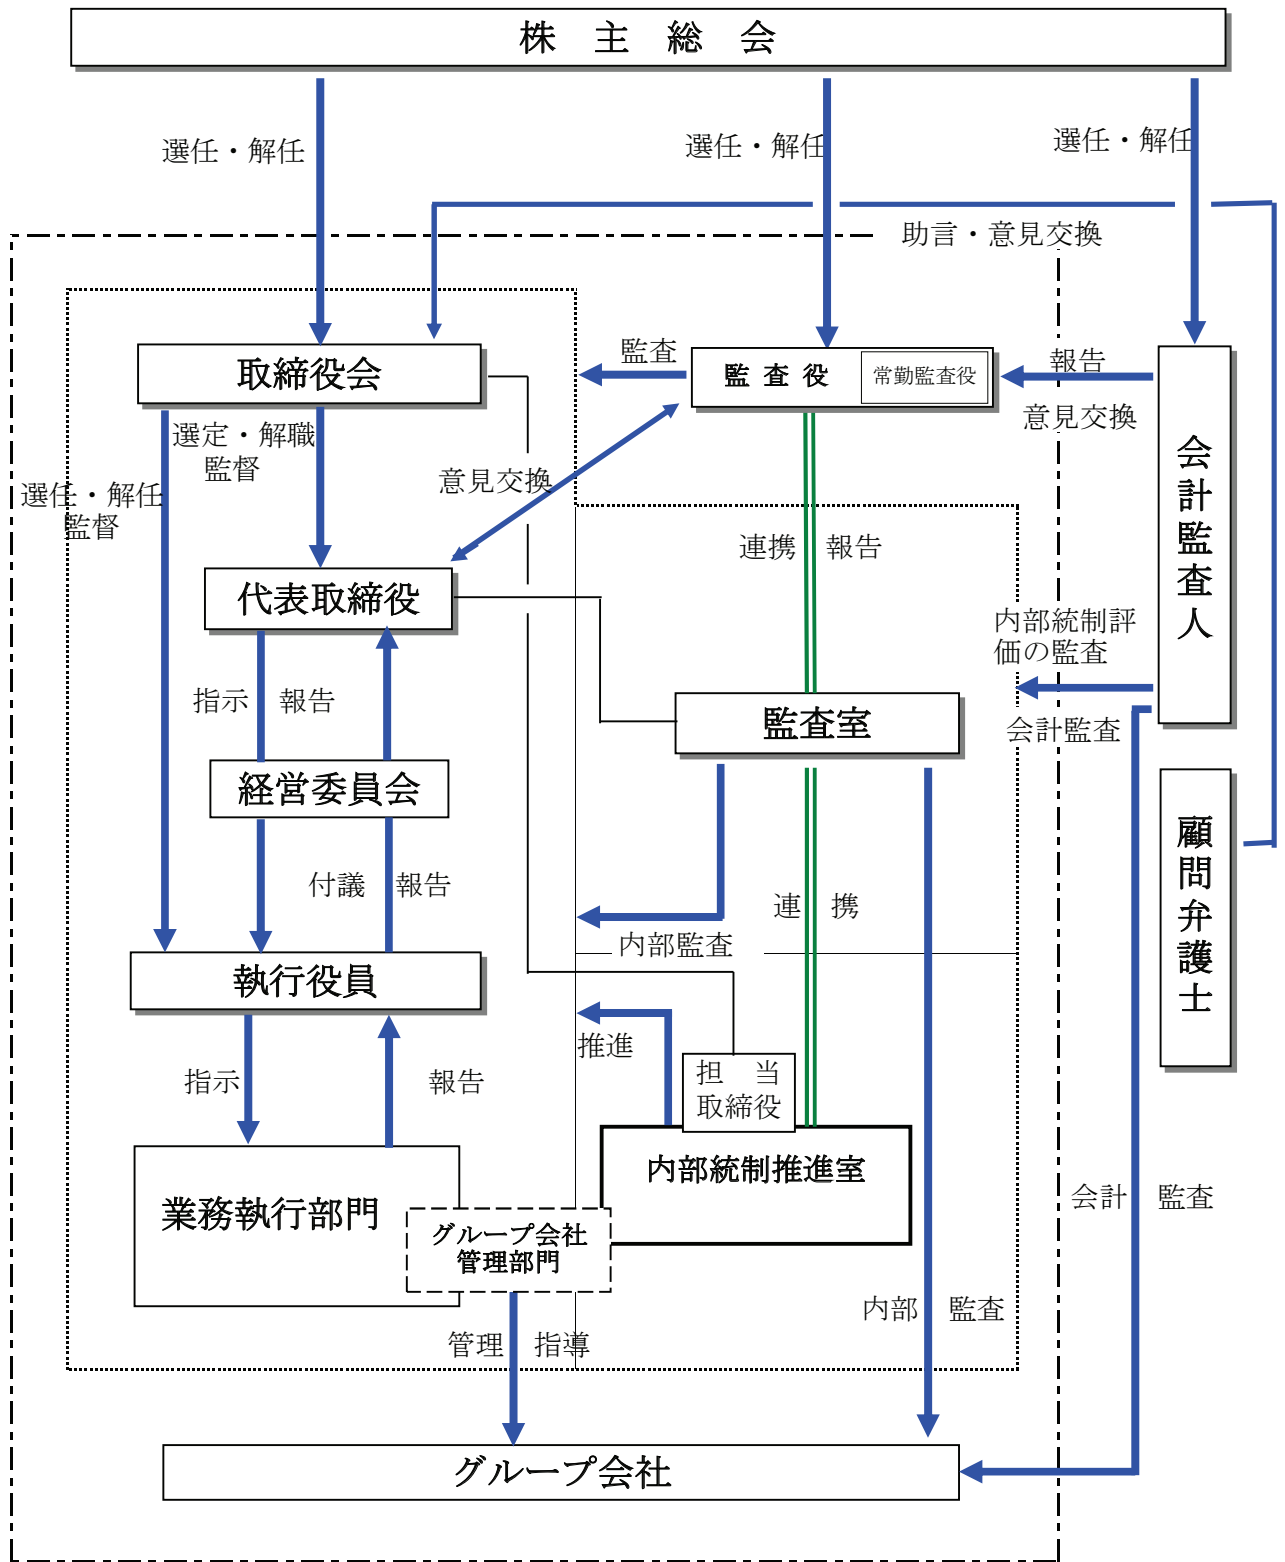 株　主　総　会
選任・解任
選任・解任
選任・解任
助言・意見交換
取締役会
監査
監 査 役
常勤監査役
報告
意見交換
会計監査人
選定・解職
監督
選任・解任
監督
意見交換
連携
報告
代表取締役
内部統制評
価の監査
指示
報告
監査室
会計監査
経営委員会
顧問弁護士
付議
報告
連
携
内部監査
執行役員
推進
指示
報告
担　当
取締役
内部統制推進室
業務執行部門
グループ会社
管理部門
会計
監査
内部
監査
管理
指導
グループ会社